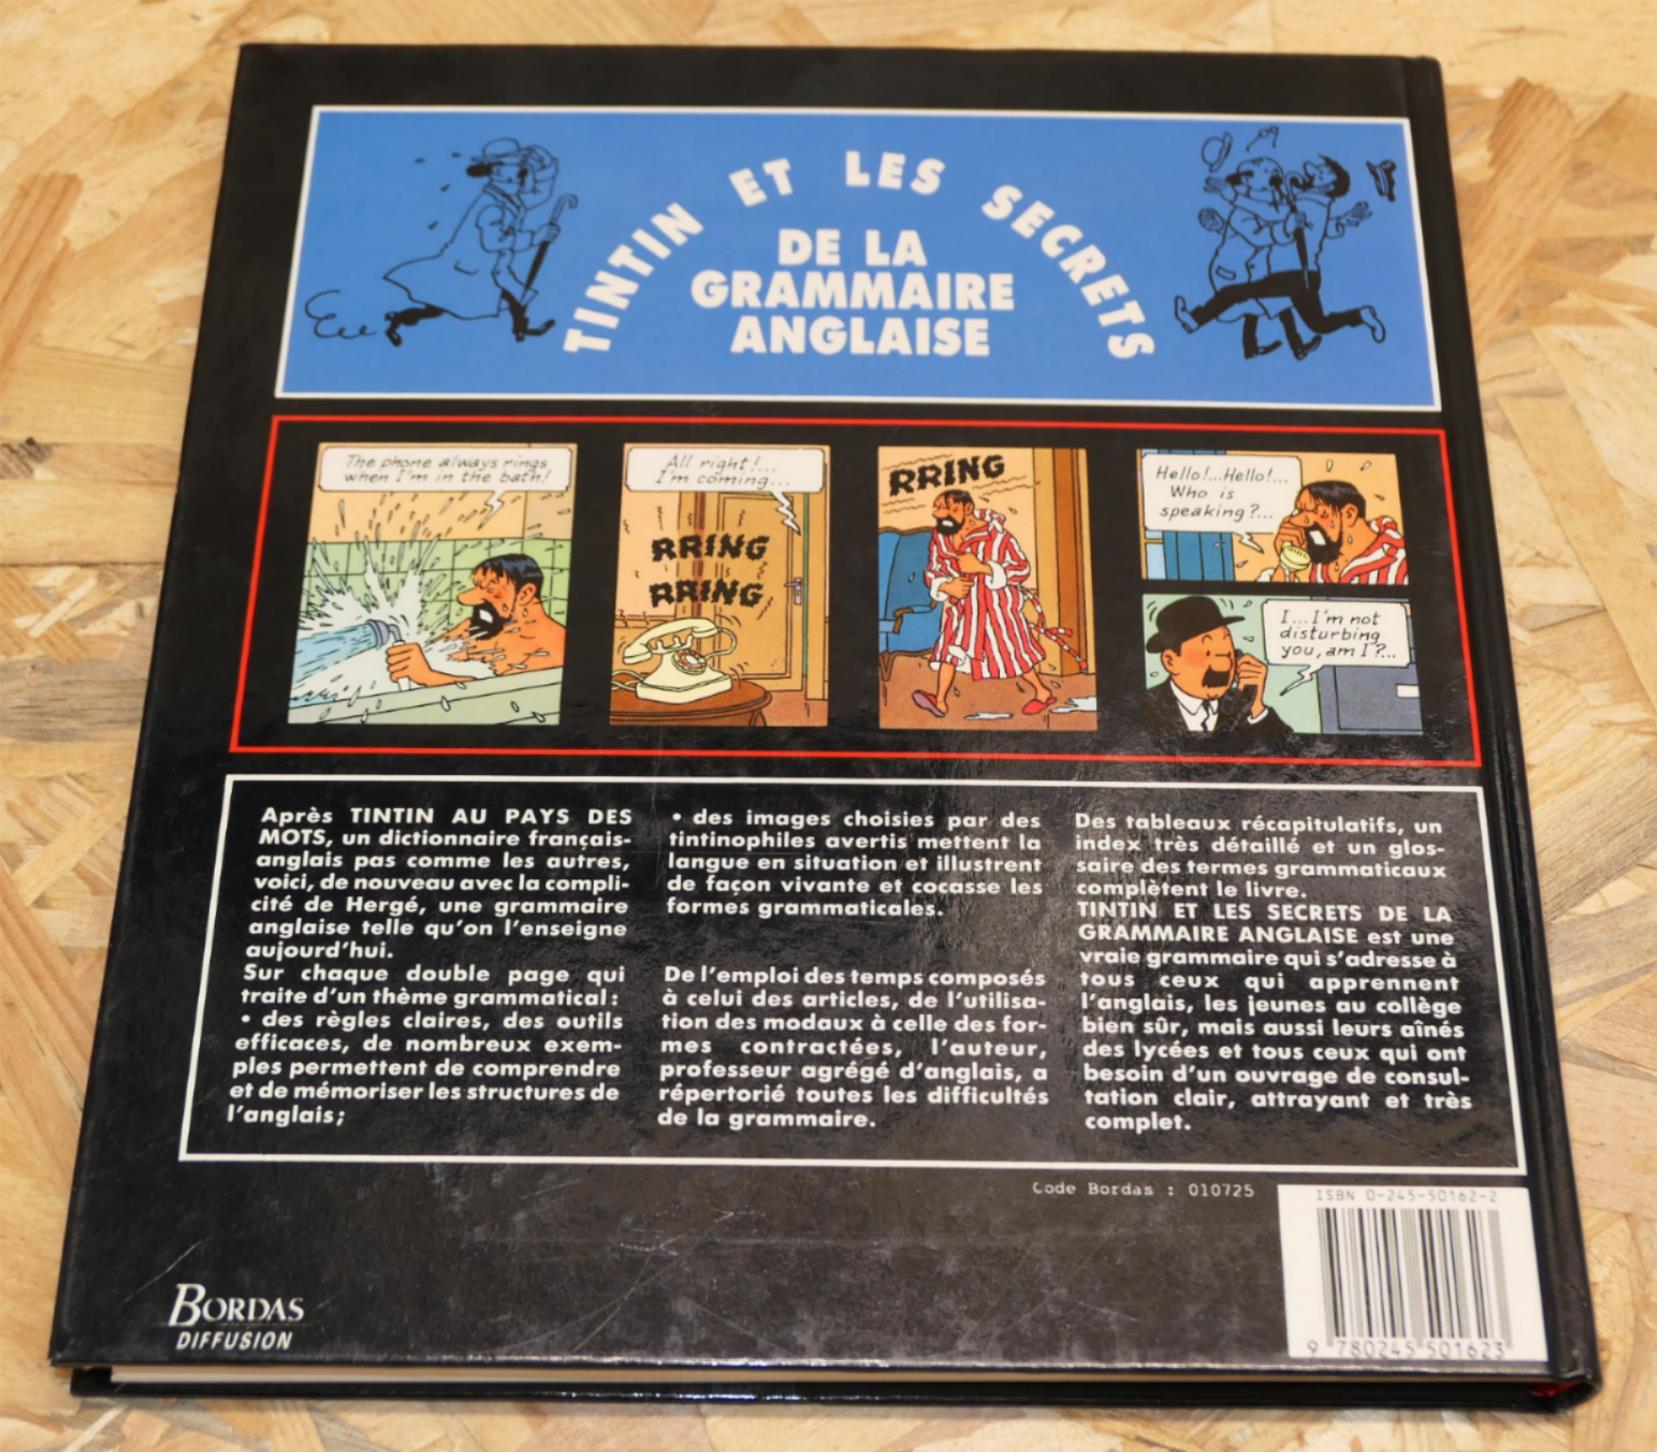 TINTIN ET LES SECRETS
DE LA
GRAMMAIRE
ANGLAISE
The phone always rings
when I'm in the bath!
All right!...
I'm coming...
RRING
RRING
RRING
Hello!...Hello!...
Who is
speaking?...
I...I'm not
disturbing
you, am I?...
Après TINTIN AU PAYS DES
MOTS, un dictionnaire français-
anglais pas comme les autres,
voici, de nouveau avec la compli-
cité de Hergé, une grammaire
anglaise telle qu'on l'enseigne
aujourd'hui.
Sur chaque double page qui
traite d'un thème grammatical :
• des règles claires, des outils
efficaces, de nombreux exem-
ples permettent de comprendre
et de mémoriser les structures de
l'anglais ;
• des images choisies par des
tintinophiles avertis mettent la
langue en situation et illustrent
de façon vivante et cocasse les
formes grammaticales.
De l'emploi des temps composés
à celui des articles, de l'utilisa-
tion des modaux à celle des for-
mes contractées, l'auteur,
professeur agrégé d'anglais, a
répertorié toutes les difficultés
de la grammaire.
Des tableaux récapitulatifs, un
index très détaillé et un glos-
saire des termes grammaticaux
complètent le livre.
TINTIN ET LES SECRETS DE LA
GRAMMAIRE ANGLAISE est une
vraie grammaire qui s'adresse à
tous ceux qui apprennent
l'anglais, les jeunes au collège
bien sûr, mais aussi leurs aînés
des lycées et tous ceux qui ont
besoin d'un ouvrage de consul-
tation clair, attrayant et très
complet.
Code Bordas : 010725
ISBN 0-245-50162-2
9 780245 501623
BORDAS
DIFFUSION